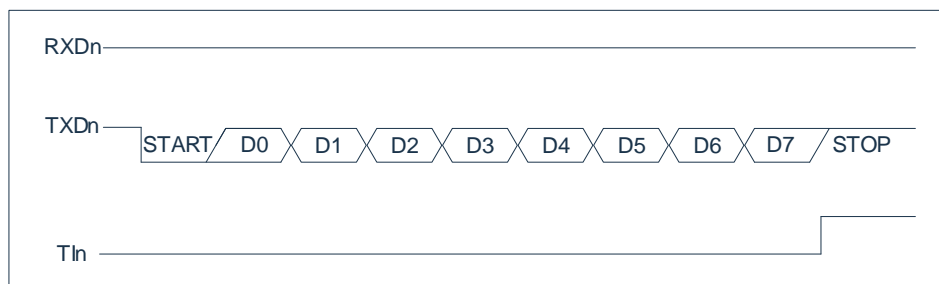 RXDn
TXDn
START D0 D1 D2 D3 D4 D5 D6 D7 STOP
TIn